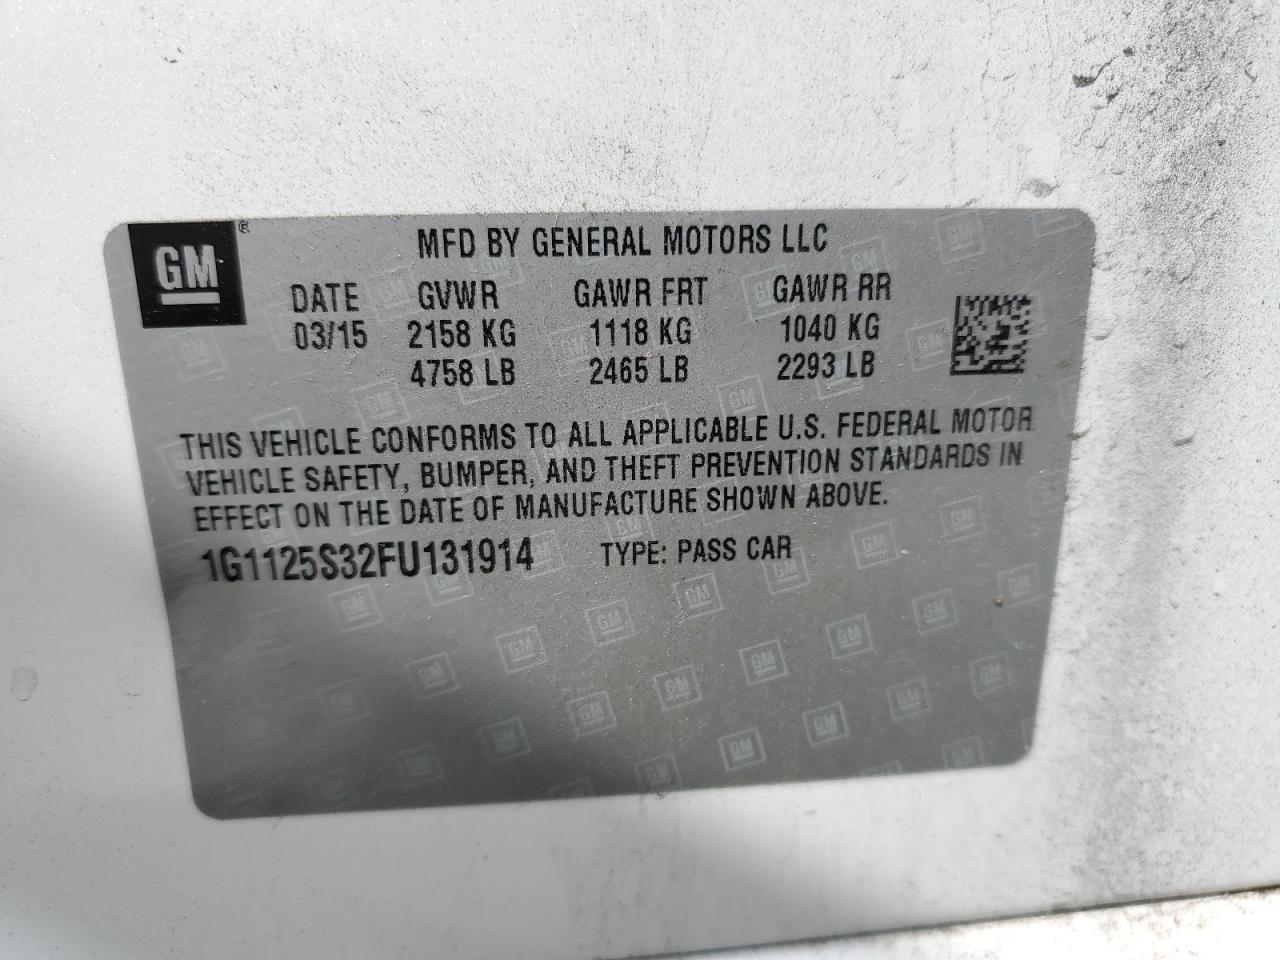 GM ®
MFD BY GENERAL MOTORS LLC
DATE GVWR GAWR FRT GAWR RR
03/15 2158 KG 1118 KG 1040 KG
4758 LB 2465 LB 2293 LB
THIS VEHICLE CONFORMS TO ALL APPLICABLE U.S. FEDERAL MOTOR
VEHICLE SAFETY, BUMPER, AND THEFT PREVENTION STANDARDS IN
EFFECT ON THE DATE OF MANUFACTURE SHOWN ABOVE.
1G1125S32FU131914 TYPE: PASS CAR